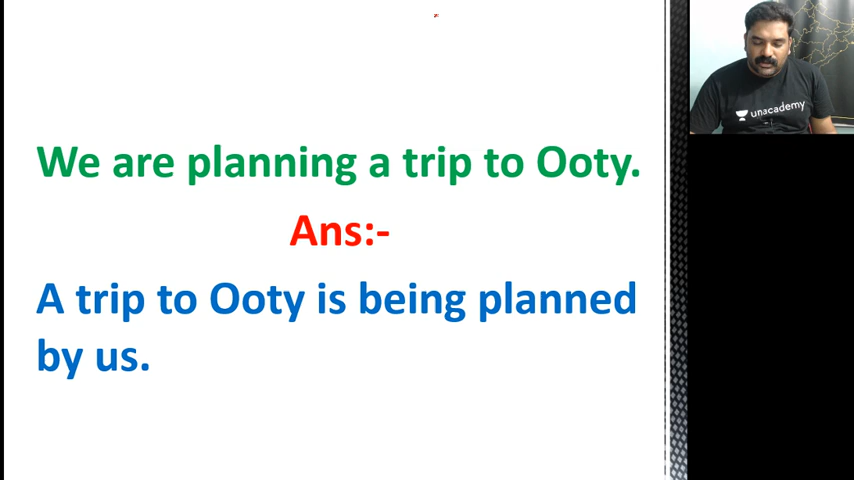 We are planning a trip to Ooty.
Ans:-
A trip to Ooty is being planned
by us.
unacademy